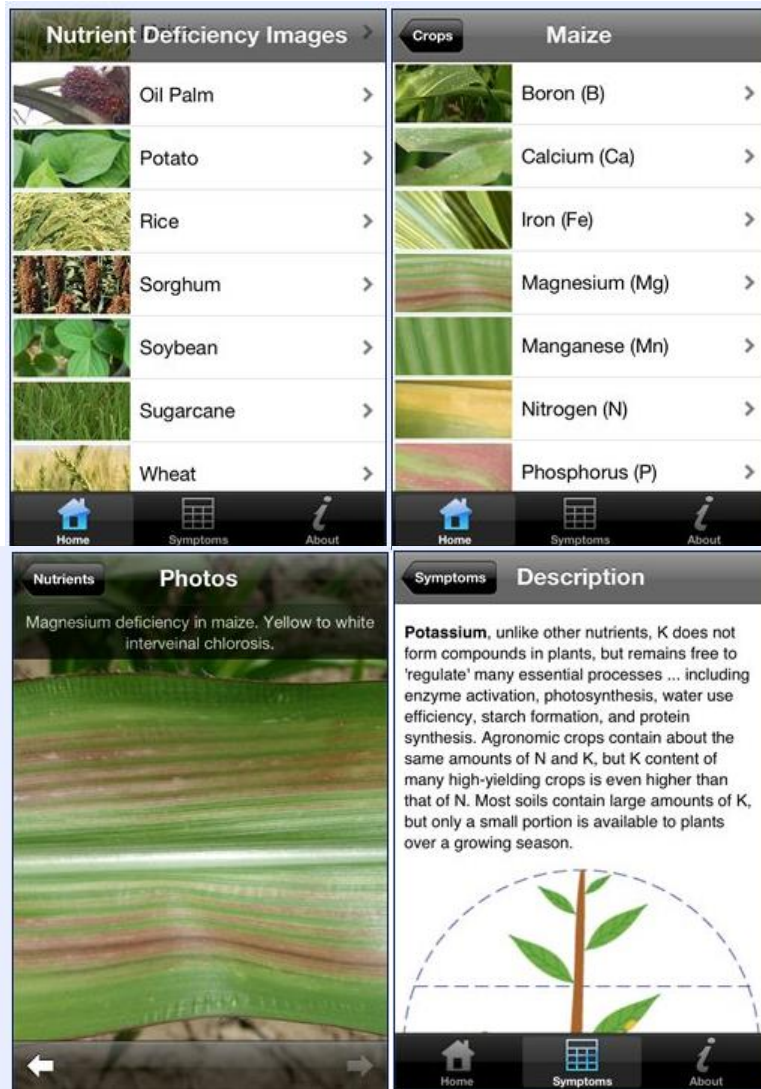 Nutrient Deficiency Images
Oil Palm
Potato
Rice
Sorghum
Soybean
Sugarcane
Wheat
Home
Symptoms
About
Crops
Maize
Boron (B)
Calcium (Ca)
Iron (Fe)
Magnesium (Mg)
Manganese (Mn)
Nitrogen (N)
Phosphorus (P)
Home
Symptoms
About
Nutrients
Photos
Magnesium deficiency in maize. Yellow to white
interveinal chlorosis.
Symptoms
Description
Potassium, unlike other nutrients, K does not
form compounds in plants, but remains free to
'regulate' many essential processes ... including
enzyme activation, photosynthesis, water use
efficiency, starch formation, and protein
synthesis. Agronomic crops contain about the
same amounts of N and K, but K content of
many high-yielding crops is even higher than
that of N. Most soils contain large amounts of K,
but only a small portion is available to plants
over a growing season.
Home
Symptoms
About